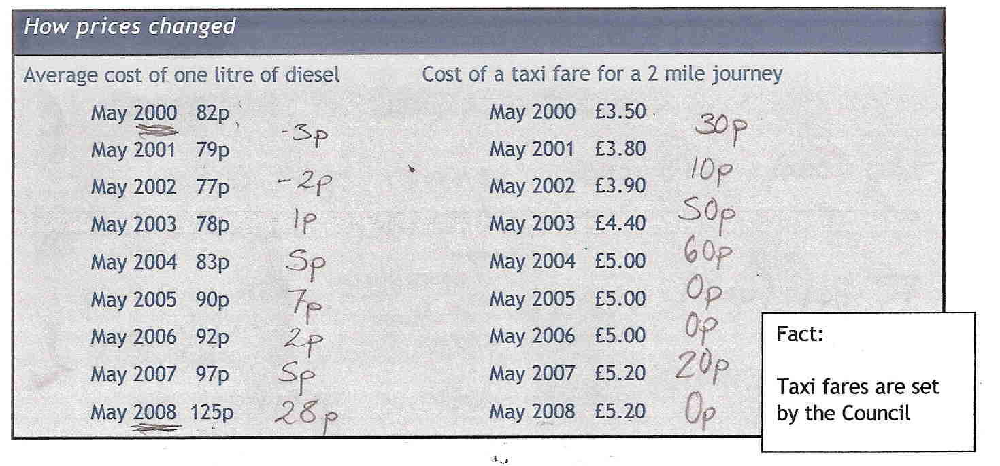 How prices changed
Average cost of one litre of diesel Cost of a taxi fare for a 2 mile journey
May 2000 82p May 2000 £3.50
-3p 30p
May 2001 79p May 2001 £3.80
-2p 10p
May 2002 77p May 2002 £3.90
1p 50p
May 2003 78p May 2003 £4.40
5p 60p
May 2004 83p May 2004 £5.00
7p 0p
May 2005 90p May 2005 £5.00
2p 0p
May 2006 92p May 2006 £5.00
5p 20p
May 2007 97p May 2007 £5.20
28p 0p
May 2008 125p May 2008 £5.20
Fact:
Taxi fares are set
by the Council